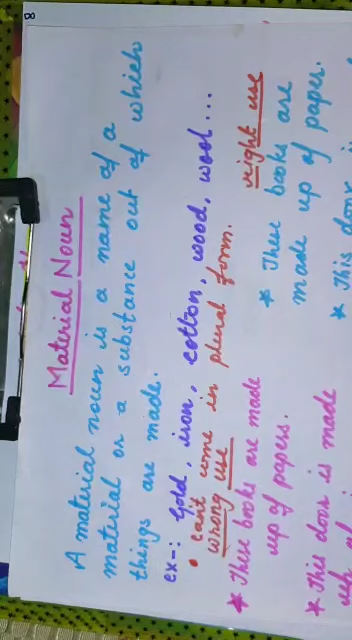 Material Noun
A material noun is a name of a
material or a substance out of which
things are made.
ex-: Gold, iron, cotton, wood, wool...
• can't come in plural form.
wrong use
right use
* These books are made
up of papers.
* These books are
made up of paper.
* This door is made
* This door